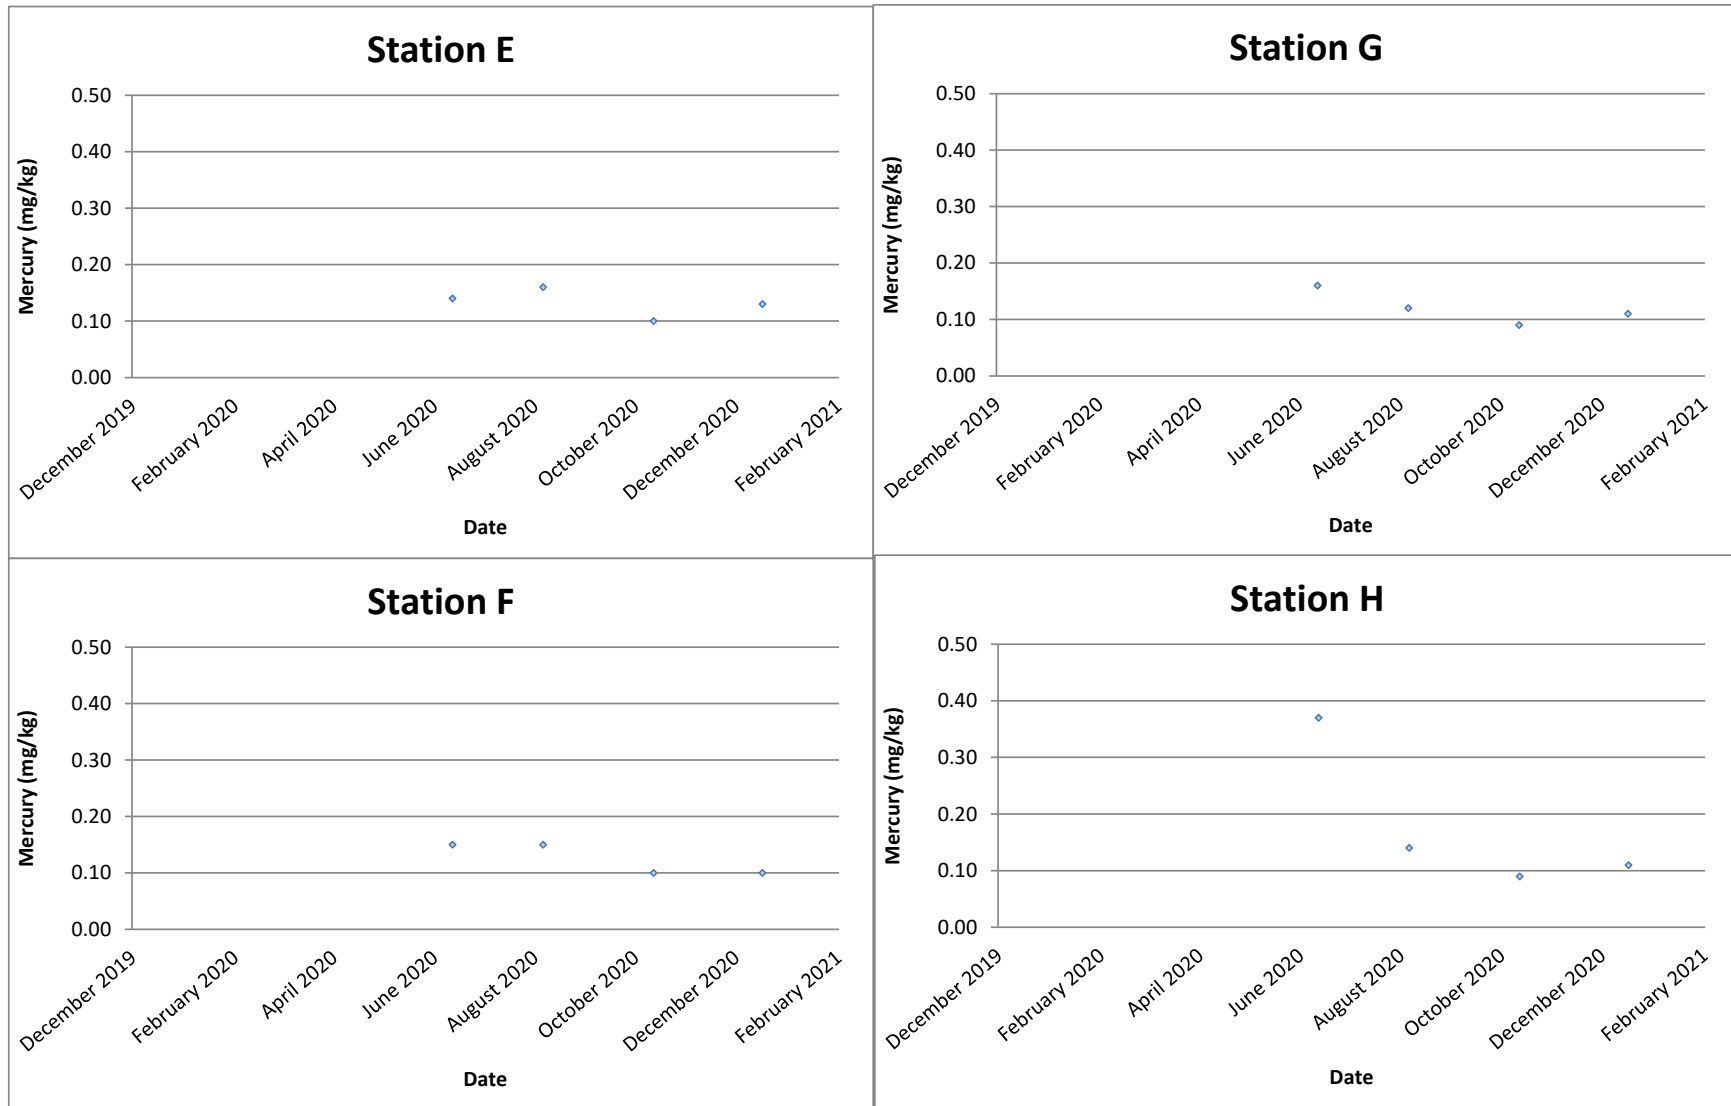 Station E
0.50
0.40
0.30
0.20
0.10
0.00
Mercury (mg/kg)
December 2019
February 2020
April 2020
June 2020
August 2020
October 2020
December 2020
February 2021
Date
Station G
0.50
0.40
0.30
0.20
0.10
0.00
Mercury (mg/kg)
December 2019
February 2020
April 2020
June 2020
August 2020
October 2020
December 2020
February 2021
Date
Station F
0.50
0.40
0.30
0.20
0.10
0.00
Mercury (mg/kg)
December 2019
February 2020
April 2020
June 2020
August 2020
October 2020
December 2020
February 2021
Date
Station H
0.50
0.40
0.30
0.20
0.10
0.00
Mercury (mg/kg)
December 2019
February 2020
April 2020
June 2020
August 2020
October 2020
December 2020
February 2021
Date